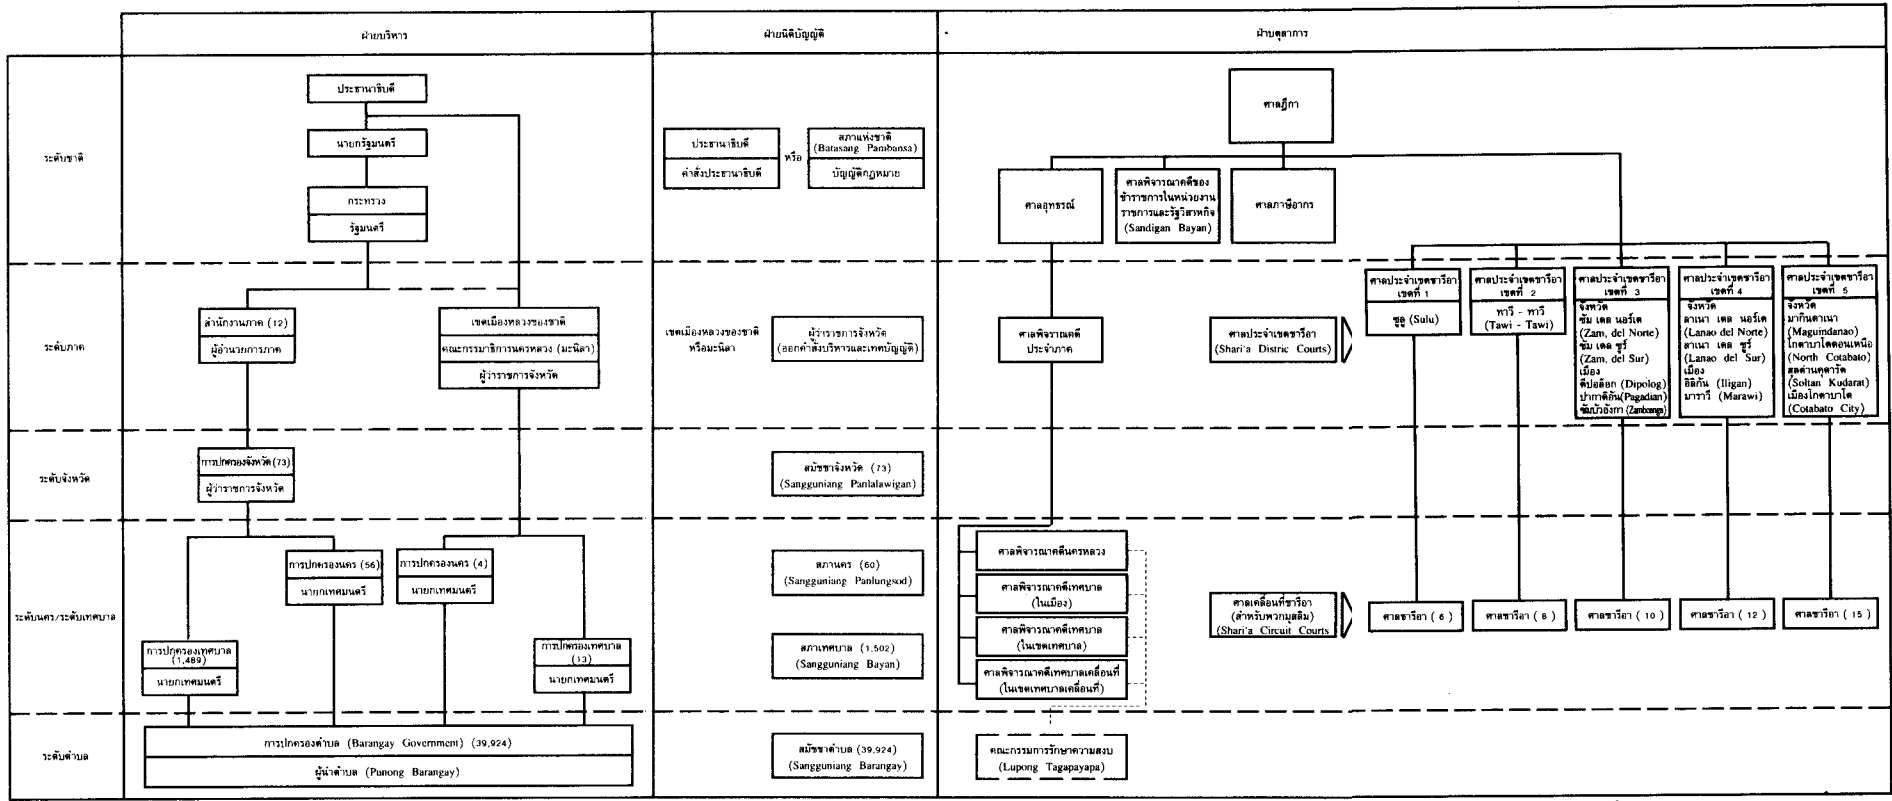 ฝ่ายบริหาร
ฝ่ายนิติบัญญัติ
ฝ่ายตุลาการ
ระดับชาติ
ประธานาธิบดี
นายกรัฐมนตรี
กระทรวง
รัฐมนตรี
ประธานาธิบดี
คำสั่งประธานาธิบดี
หรือ
สภาแห่งชาติ
(Batasang Pambansa)
บัญญัติกฎหมาย
ศาลฎีกา
ศาลอุทธรณ์
ศาลพิจารณาคดีของ
ข้าราชการในหน่วยงาน
ราชการและรัฐวิสาหกิจ
(Sandigan Bayan)
ศาลภาษีอากร
ระดับภาค
สำนักงานภาค (12)
ผู้อำนวยการภาค
เขตเมืองหลวงของชาติ
คณะกรรมาธิการนครหลวง (มะนิลา)
ผู้ว่าราชการจังหวัด
เขตเมืองหลวงของชาติ
หรือมะนิลา
ผู้ว่าราชการจังหวัด
(ออกคำสั่งบริหารและเทศบัญญัติ)
ศาลพิจารณคดี
ประจำภาค
ศาลประจำเขตชารีอา
(Shari'a Distric Courts)
ศาลประจำเขตชารีอา
เขตที่ 1
ซูลู (Sulu)
ศาลประจำเขตชารีอา
เขตที่ 2
ทาวี - ทาวี
(Tawi - Tawi)
ศาลประจำเขตชารีอา
เขตที่ 3
จังหวัด
ซัม เดล นอร์เต
(Zam. del Norte)
ซัม เดล ซูร์
(Zam. del Sur)
เมือง
ดีปอล็อก (Dipolog)
ปากาดีอัน(Pagadian)
ซัมบัวอังกา (Zamboanga)
ศาลประจำเขตชารีอา
เขตที่ 4
จังหวัด
ลาเนา เดล นอร์เต
(Lanao del Norte)
ลาเนา เดล ซูร์
(Lanao del Sur)
เมือง
อิลิกัน (Iligan)
มาราวี (Marawi)
ศาลประจำเขตชารีอา
เขตที่ 5
จังหวัด
มากินดาเนา
(Maguindanao)
โกตาบาโตตอนเหนือ
(North Cotabato)
สุลต่านคุดารัต
(Soltan Kudarat)
เมืองโกตาบาโต
(Cotabato City)
ระดับจังหวัด
การปกครองจังหวัด (73)
ผู้ว่าราชการจังหวัด
สมัชชาจังหวัด (73)
(Sangguniang Panlalawigan)
ระดับนคร/ระดับเทศบาล
การปกครองนคร (56)
นายกเทศมนตรี
การปกครองนคร (4)
นายกเทศมนตรี
การปกครองเทศบาล
(1,489)
นายกเทศมนตรี
การปกครองเทศบาล
(13)
นายกเทศมนตรี
สภานคร (60)
(Sangguniang Panlungsod)
สภาเทศบาล (1,502)
(Sangguniang Bayan)
ศาลพิจารณาคดีนครหลวง
ศาลพิจารณาคดีเทศบาล
(ในเมือง)
ศาลพิจารณาคดีเทศบาล
(ในเขตเทศบาล)
ศาลพิจารณาคดีเทศบาลเคลื่อนที่
(ในเขตเทศบาลเคลื่อนที่)
ศาลเคลื่อนที่ชารีอา
(สำหรับพวกมุสลิม)
(Shari'a Circuit Courts
ศาลชารีอา ( 6 )
ศาลชารีอา ( 8 )
ศาลชารีอา ( 10 )
ศาลชารีอา ( 12 )
ศาลชารีอา ( 15 )
ระดับตำบล
การปกครองตำบล (Barangay Government) (39,924)
ผู้นำตำบล (Punong Barangay)
สมัชชาตำบล (39,924)
(Sangguniang Barungay)
คณะกรรมการรักษาความสงบ
(Lupong Tagapayapa)